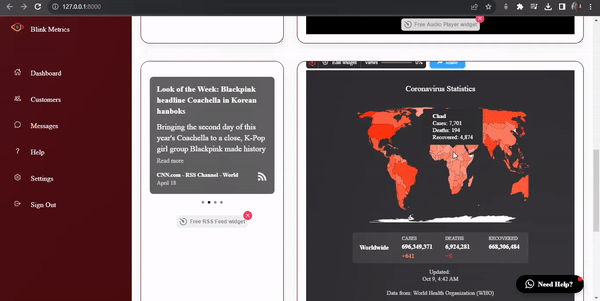 127.0.0.1:8000
Blink Metrics
Dashboard
Customers
Messages
Help
Settings
Sign Out
Free Audio Player widget
Look of the Week: Blackpink
headline Coachella in Korean
hanboks
Bringing the second day of this
year's Coachella to a close, K-Pop
girl group Blackpink made history
Read more
CNN.com - RSS Channel - World
April 18
Free RSS Feed widget
Edit widget
Views
0%
Coronavirus Statistics
Chad
Cases: 7,701
Deaths: 194
Recovered: 4,874
CASES DEATHS RECOVERED
Worldwide 696,349,371 6,924,281 668,306,484
+642
Updated:
Oct 9, 4:42 AM
Data from: World Health Organization (WHO)
Need Help?